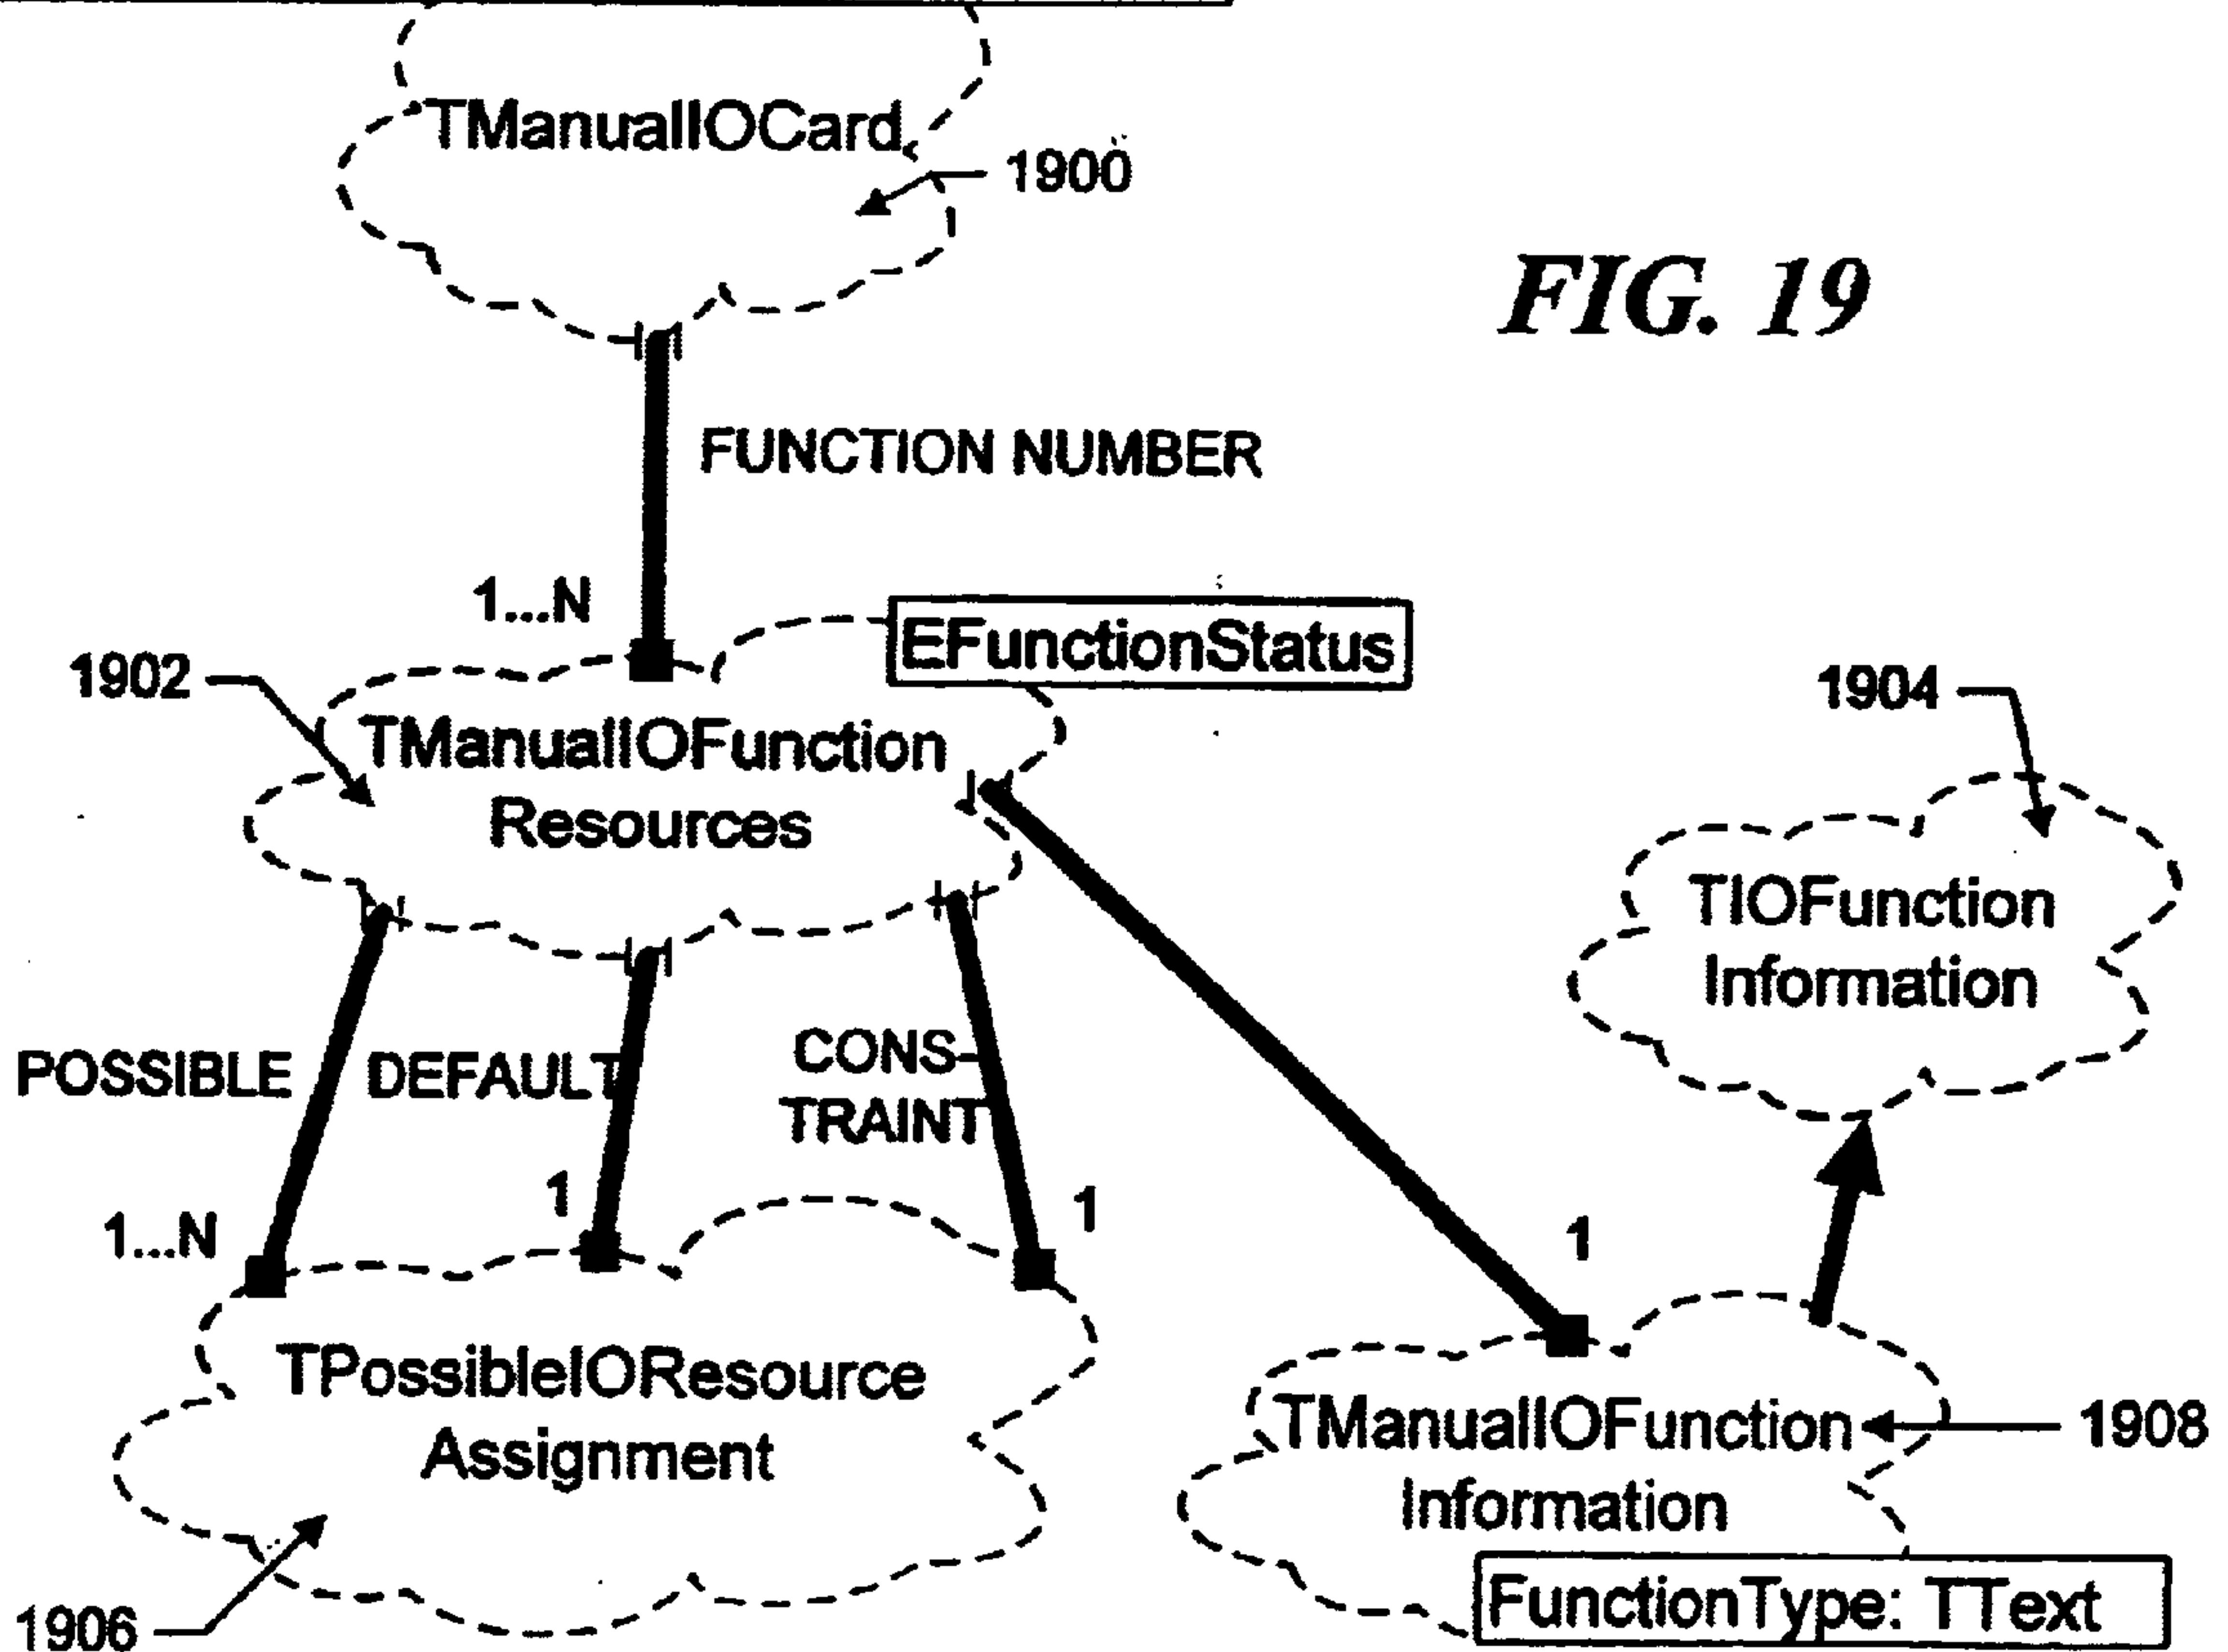 TManualIOCard
1900
FIG. 19
FUNCTION NUMBER
1...N
EFunctionStatus
1902
TManualIOFunction
Resources
1904
TIOFunction
Information
POSSIBLE
DEFAULT
CONS-
TRAINT
1...N
1
1
1
TPossibleIOResource
Assignment
TManualIOFunction
Information
1908
FunctionType: TText
1906